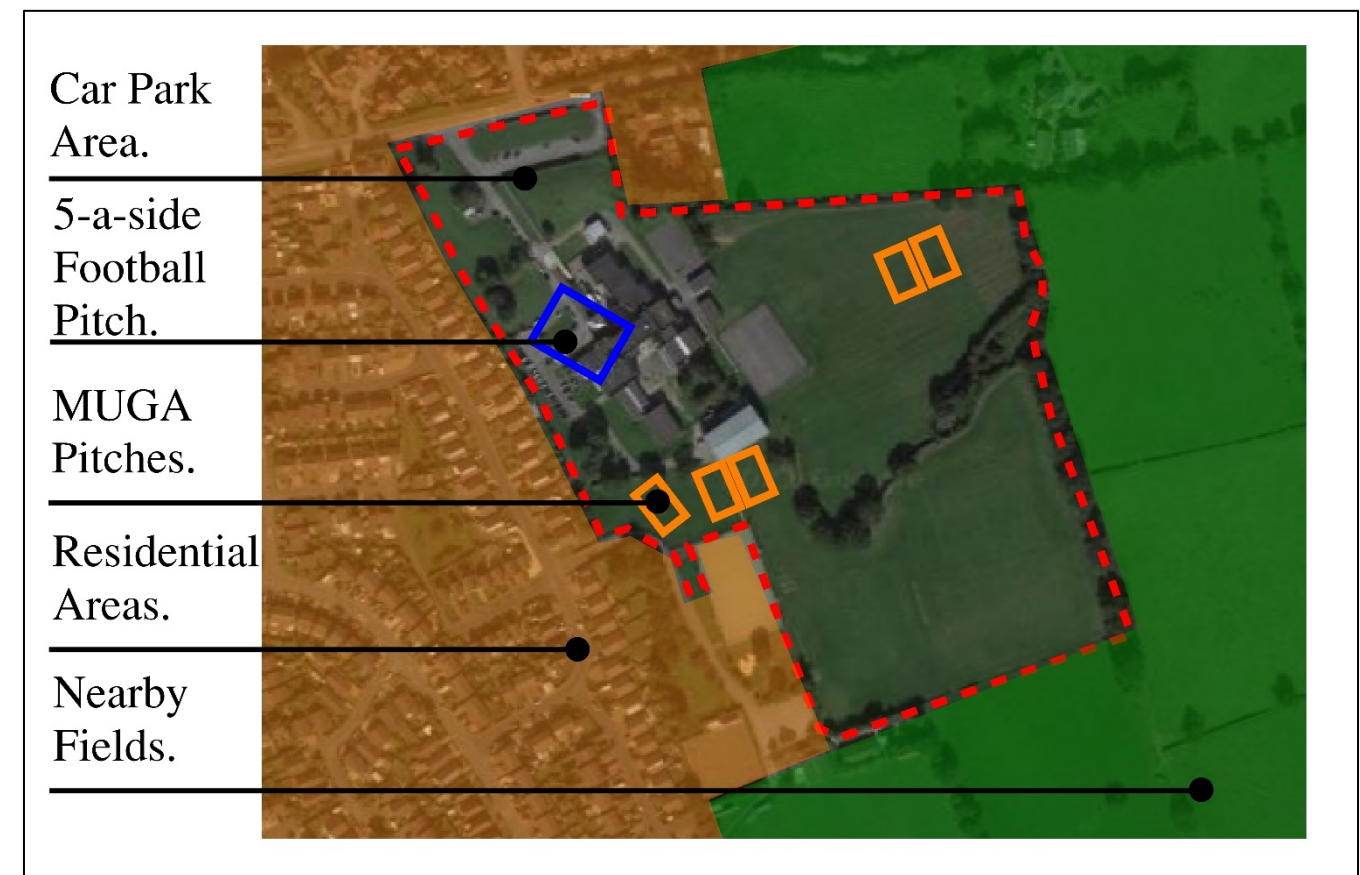 Car Park
Area.
5-a-side
Football
Pitch.
MUGA
Pitches.
Residential
Areas.
Nearby
Fields.